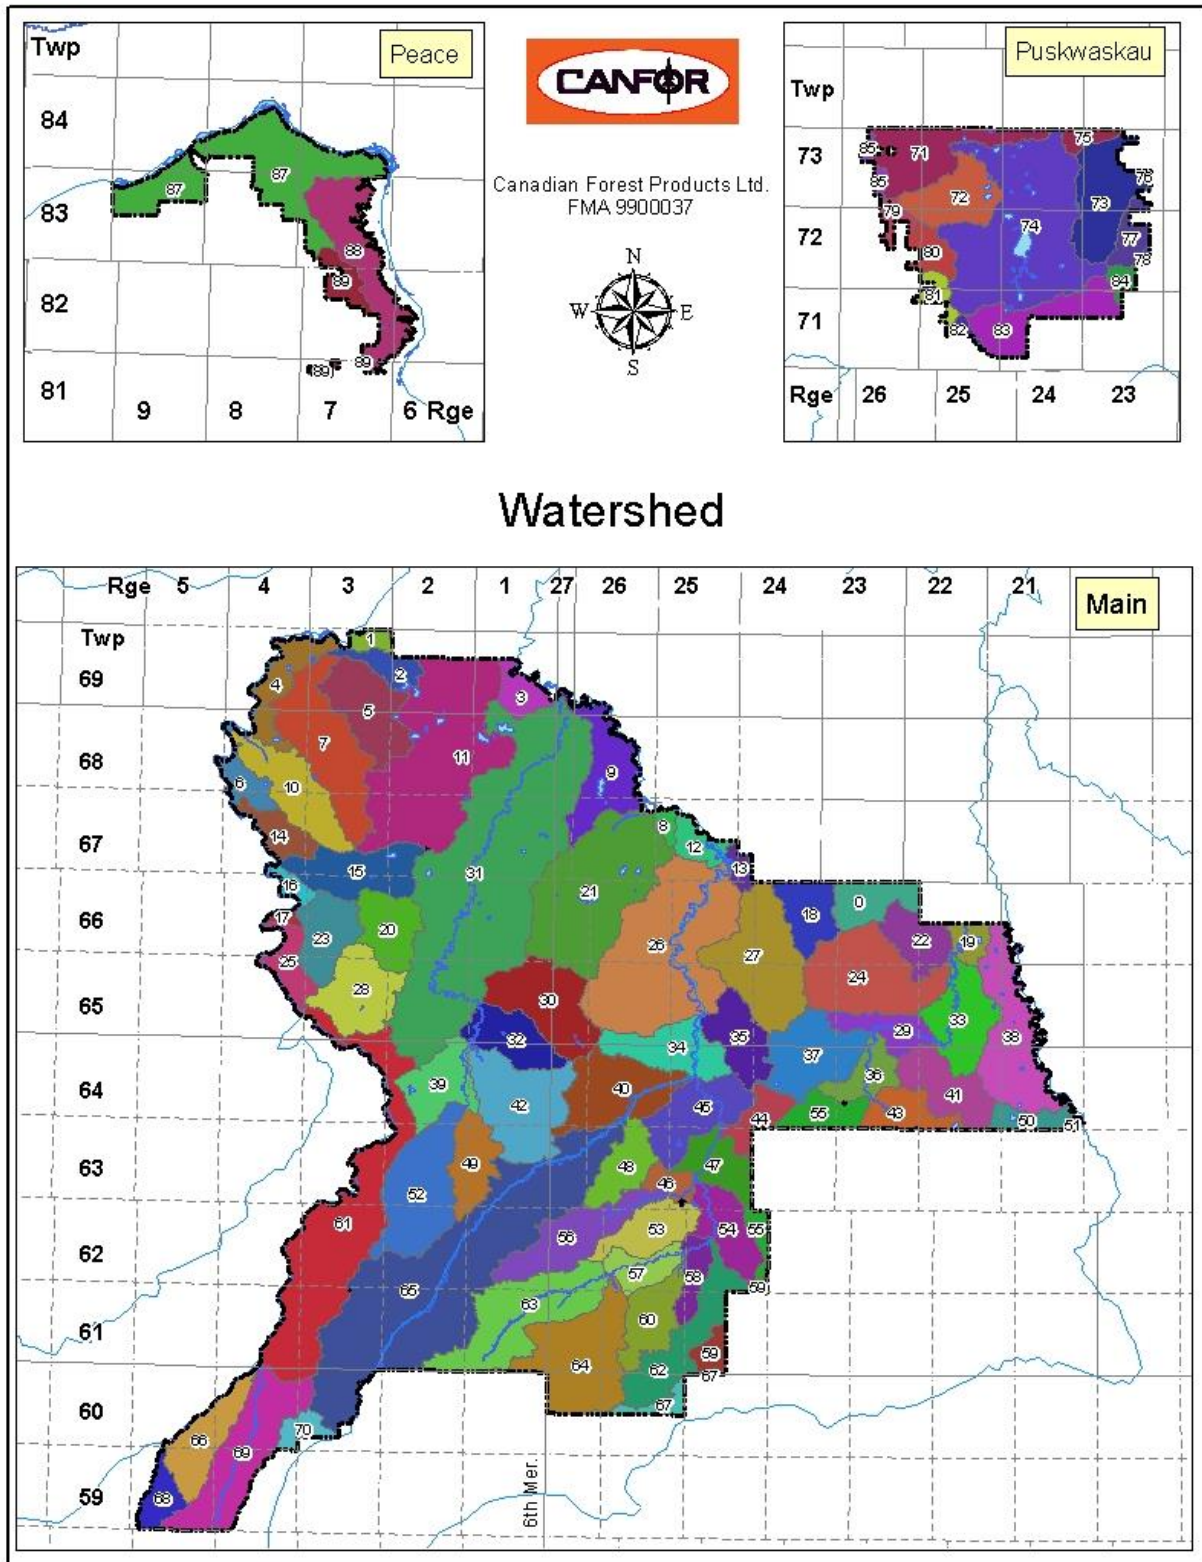 Twp
Peace
84
83
82
81
9 8 7 6 Rge
87
87
88
89
89
(89)
CANFOR
Canadian Forest Products Ltd.
FMA 9900037
N
W E
S
Puskwaskau
Twp
73
72
71
Rge 26 25 24 23
85 71 75
85 72 73 76
79 74 77
80 78
81 84
82 83
Watershed
Rge 5 4 3 2 1 27 26 25 24 23 22 21
Main
Twp
69
68
67
66
65
64
63
62
61
60
59
1
2
4 3
5
7 11
6 10 9
14 8
12
15 31 13
16 21
17 20 18 0
23 26 22 19
25 27
28 30 24
32 35 29 33
34 37 38
39 40 36
42 45 41
44 55 43 50 51
49 48 47
52 46
61 56 53 54 55
57 58
65 63 59
60
64 62 59
67
67
70
66 69
68
6th Mer.